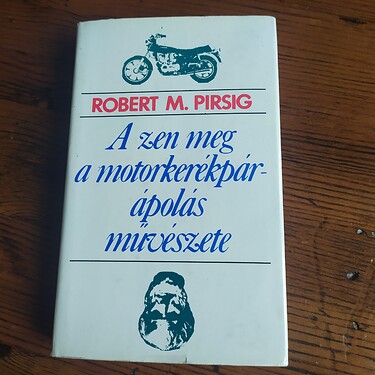 ROBERT M. PIRSIG
A zen meg
a motorkerékpár-
ápolás
művészete